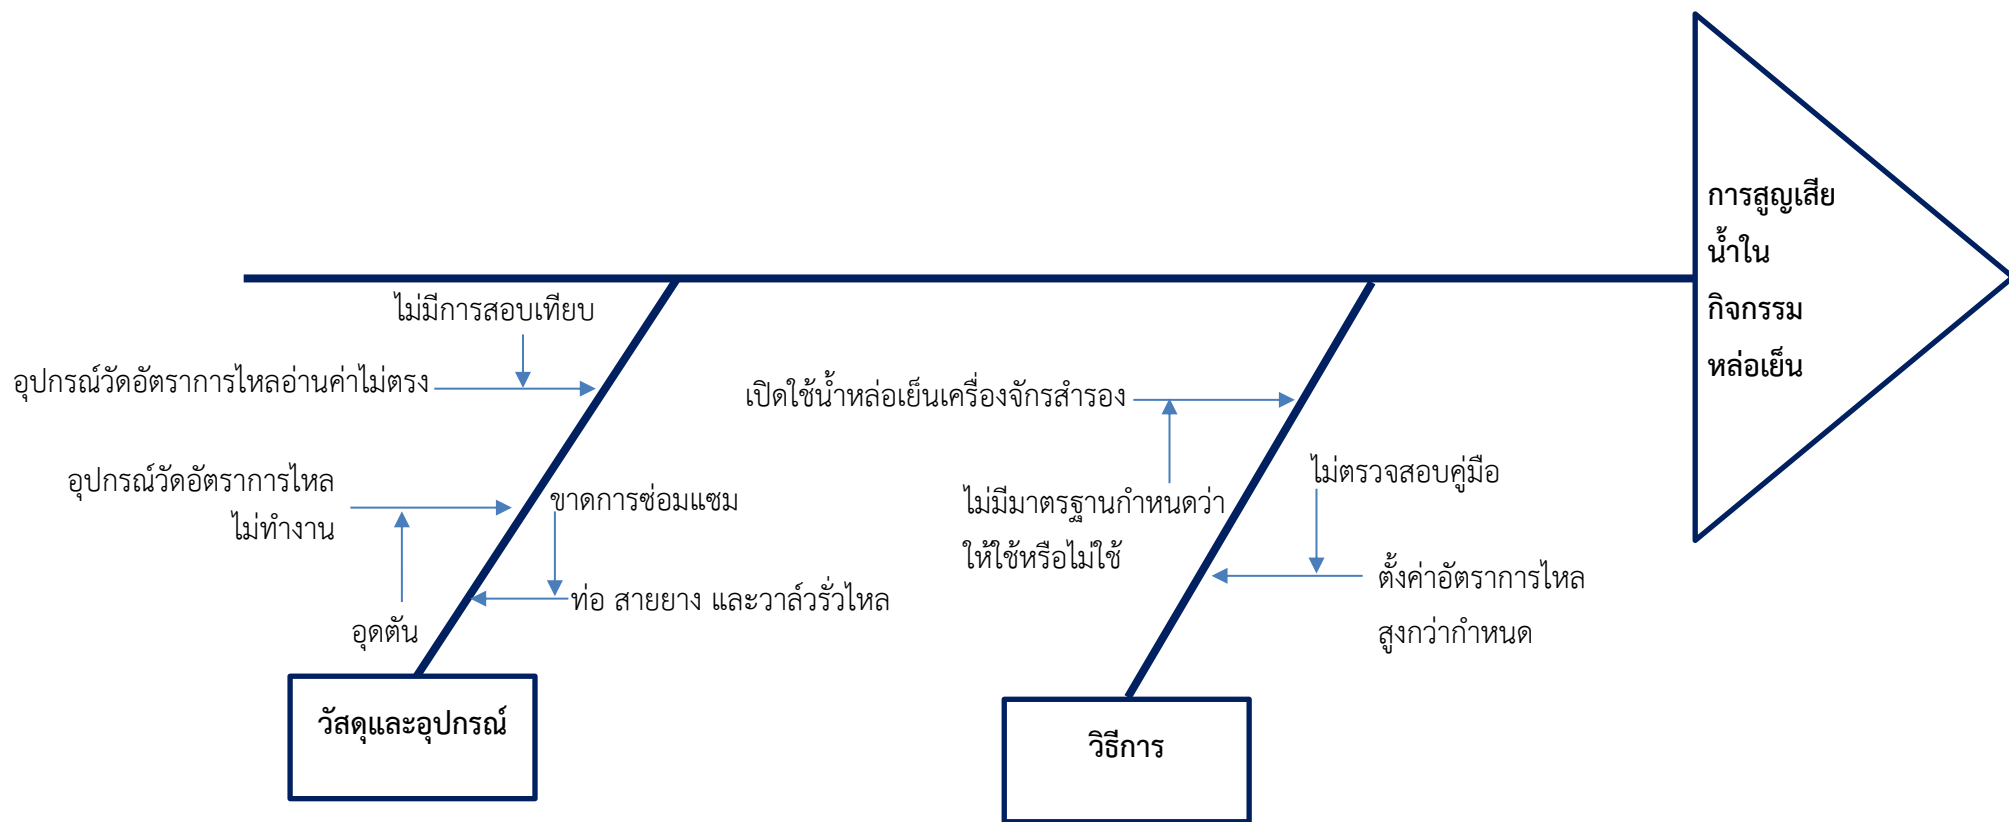 การสูญเสีย
น้ำใน
กิจกรรม
หล่อเย็น
ไม่มีการสอบเทียบ
อุปกรณ์วัดอัตราการไหลอ่านค่าไม่ตรง
อุปกรณ์วัดอัตราการไหล
ไม่ทำงาน
อุดตัน
ขาดการซ่อมแซม
ท่อ สายยาง และวาล์วรั่วไหล
วัสดุและอุปกรณ์
เปิดใช้น้ำหล่อเย็นเครื่องจักรสำรอง
ไม่มีมาตรฐานกำหนดว่า
ให้ใช้หรือไม่ใช้
ไม่ตรวจสอบคู่มือ
ตั้งค่าอัตราการไหล
สูงกว่ากำหนด
วิธีการ